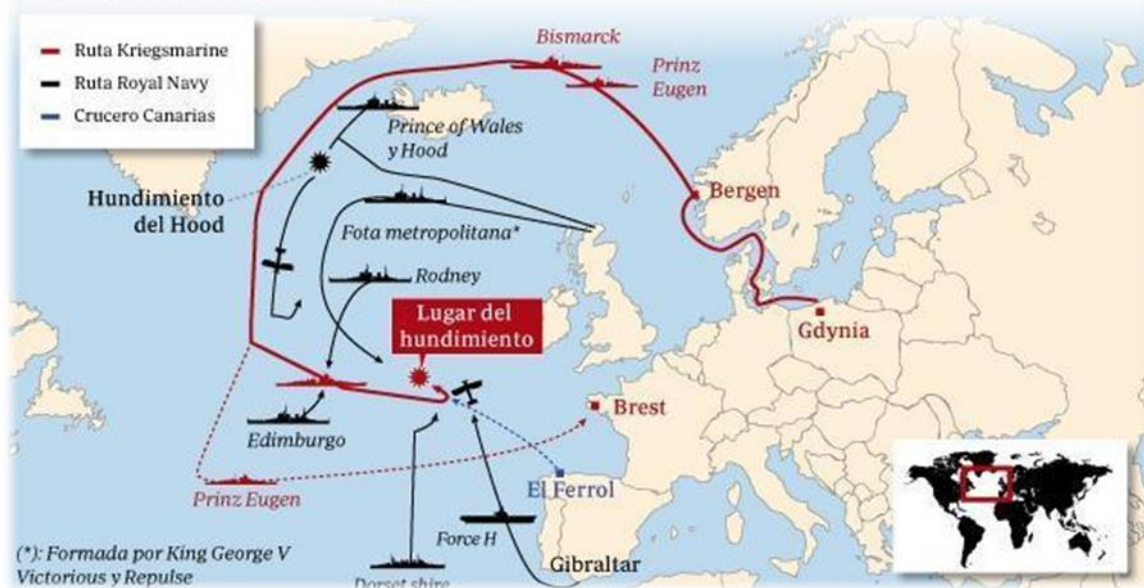 Ruta Kriegsmarine
Ruta Royal Navy
Crucero Canarias
Bismarck
Prinz
Eugen
Prince of Wales
y Hood
Hundimiento
del Hood
Bergen
Fota metropolitana*
Rodney
Lugar del
hundimiento
Gdynia
Brest
Edimburgo
Prinz Eugen
El Ferrol
Force H
Gibraltar
Dorset shire
(*): Formada por King George V
Victorious y Repulse